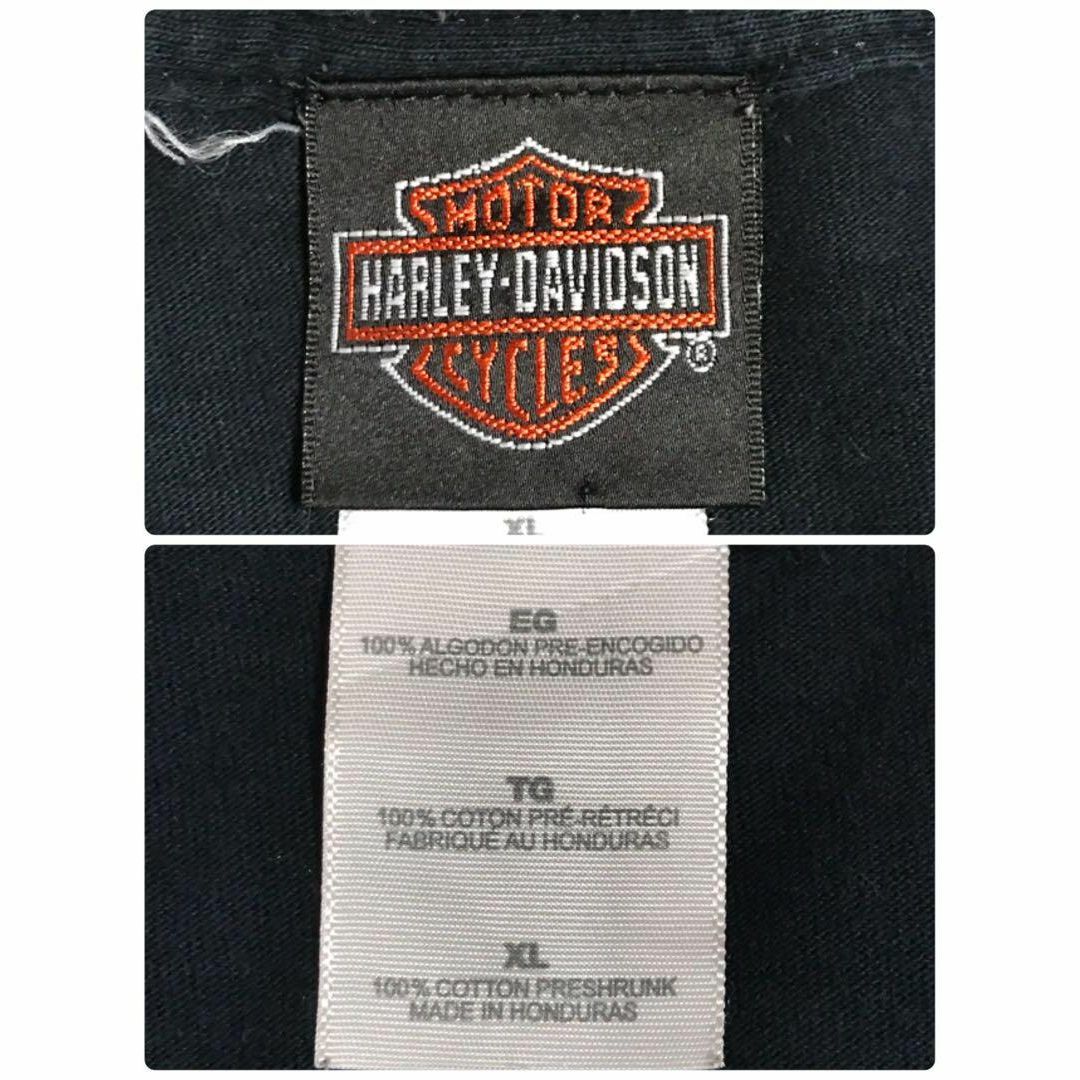 MOTOR
HARLEY-DAVIDSON
CYCLES
®
XL
EG
100% ALGODON PRE-ENCOGIDO
HECHO EN HONDURAS
TG
100% COTON PRÉ-RÉTRÉCI
FABRIQUÉ AU HONDURAS
XL
100% COTTON PRESHRUNK
MADE IN HONDURAS